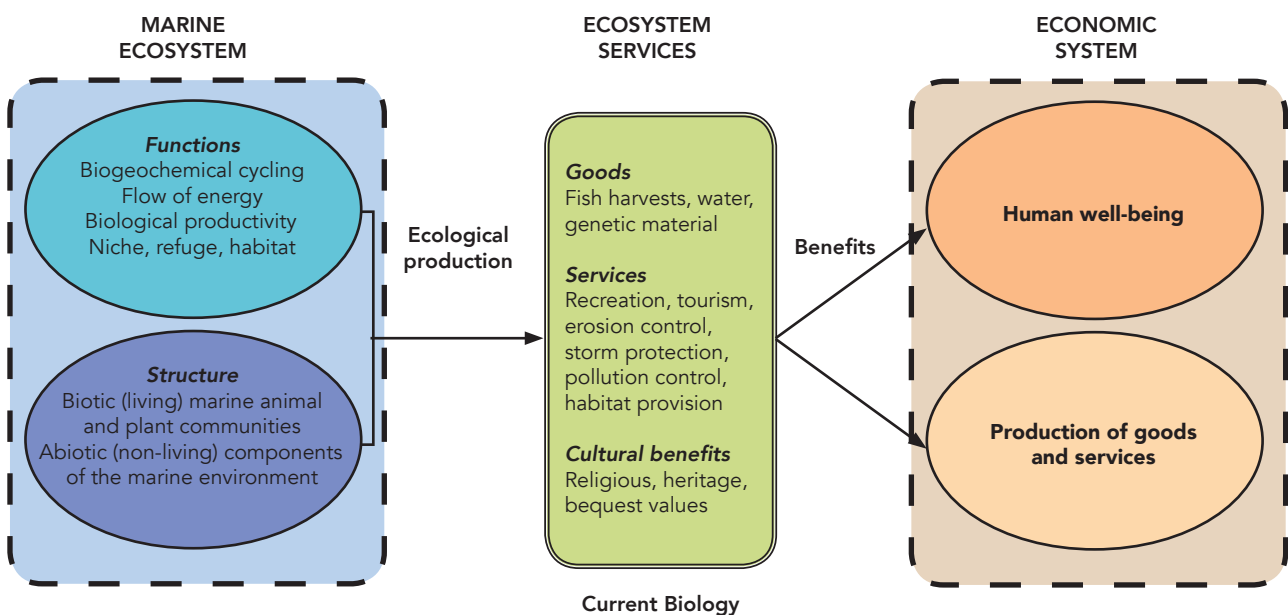 MARINE
ECOSYSTEM
Functions
Biogeochemical cycling
Flow of energy
Biological productivity
Niche, refuge, habitat
Structure
Biotic (living) marine animal
and plant communities
Abiotic (non-living) components
of the marine environment
Ecological
production
ECOSYSTEM
SERVICES
Goods
Fish harvests, water,
genetic material
Services
Recreation, tourism,
erosion control,
storm protection,
pollution control,
habitat provision
Cultural benefits
Religious, heritage,
bequest values
Benefits
ECONOMIC
SYSTEM
Human well-being
Production of goods
and services
Current Biology